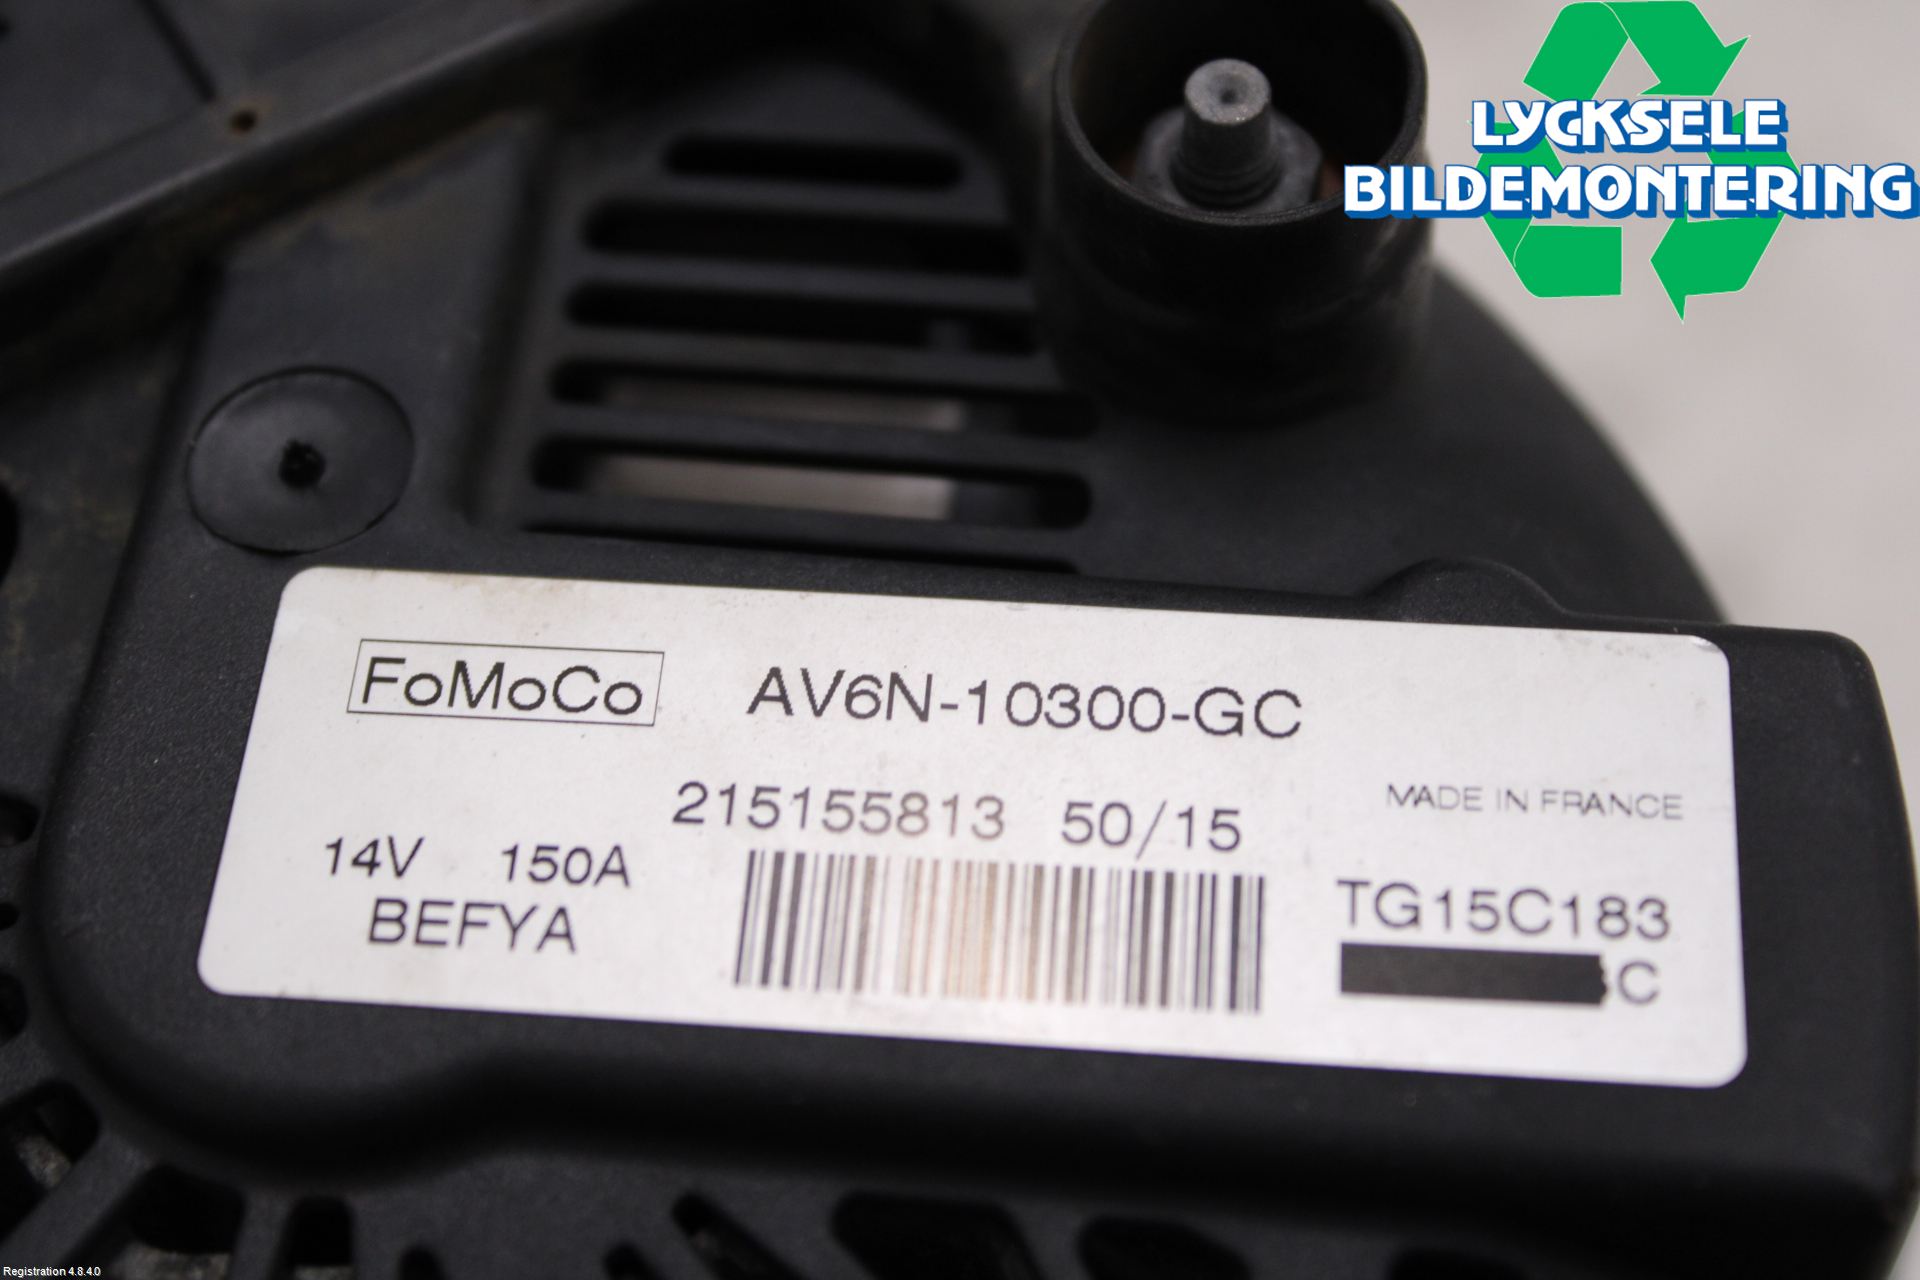 LYCKSELE
BILDEMONTERING
FoMoCo AV6N-10300-GC
215155813 50/15 MADE IN FRANCE
14V 150A
BEFYA
TG15C183
C
Registration 4.8.4.0